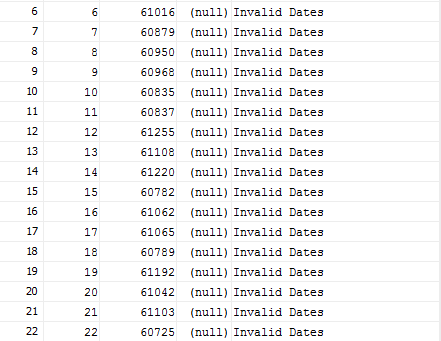 6 6 61016 (null) Invalid Dates
7 7 60879 (null) Invalid Dates
8 8 60950 (null) Invalid Dates
9 9 60968 (null) Invalid Dates
10 10 60835 (null) Invalid Dates
11 11 60837 (null) Invalid Dates
12 12 61255 (null) Invalid Dates
13 13 61108 (null) Invalid Dates
14 14 61220 (null) Invalid Dates
15 15 60782 (null) Invalid Dates
16 16 61062 (null) Invalid Dates
17 17 61065 (null) Invalid Dates
18 18 60789 (null) Invalid Dates
19 19 61192 (null) Invalid Dates
20 20 61042 (null) Invalid Dates
21 21 61103 (null) Invalid Dates
22 22 60725 (null) Invalid Dates